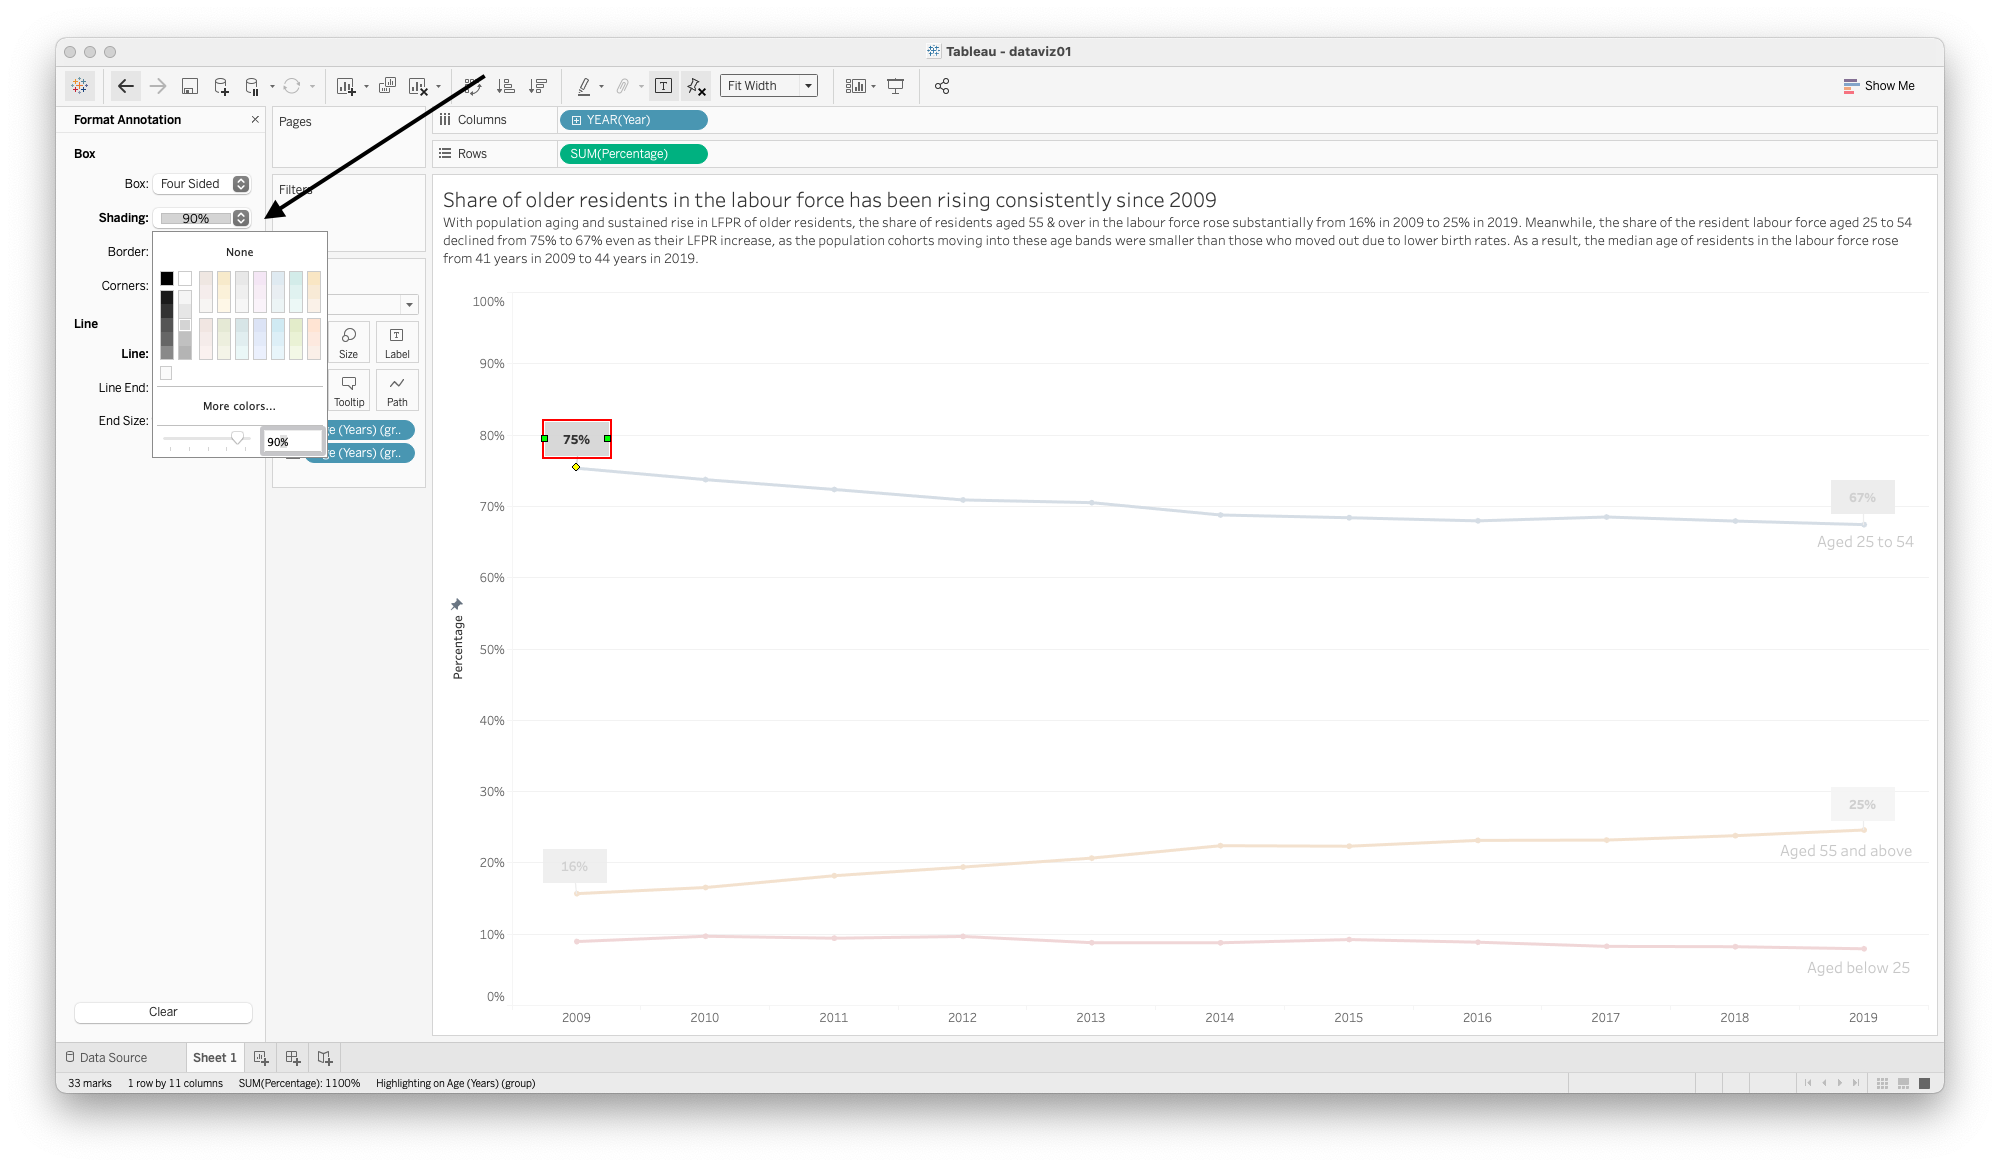 Tableau - dataviz01
Fit Width
Show Me
Format Annotation
Box
Box: Four Sided
Shading: 90%
Border:
Corners:
Line
Line:
Line End:
End Size:
None
More colors...
90%
Clear
Pages
Filters
Size
Label
Tooltip
Path
e (Years) (gr..
ge (Years) (gr..
Columns
YEAR(Year)
Rows
SUM(Percentage)
Share of older residents in the labour force has been rising consistently since 2009
With population aging and sustained rise in LFPR of older residents, the share of residents aged 55 & over in the labour force rose substantially from 16% in 2009 to 25% in 2019. Meanwhile, the share of the resident labour force aged 25 to 54
declined from 75% to 67% even as their LFPR increase, as the population cohorts moving into these age bands were smaller than those who moved out due to lower birth rates. As a result, the median age of residents in the labour force rose
from 41 years in 2009 to 44 years in 2019.
100%
90%
80%
70%
60%
50%
40%
30%
20%
10%
0%
Percentage
75%
67%
Aged 25 to 54
25%
Aged 55 and above
16%
Aged below 25
2009
2010
2011
2012
2013
2014
2015
2016
2017
2018
2019
Data Source
Sheet 1
33 marks
1 row by 11 columns
SUM(Percentage): 1100%
Highlighting on Age (Years) (group)